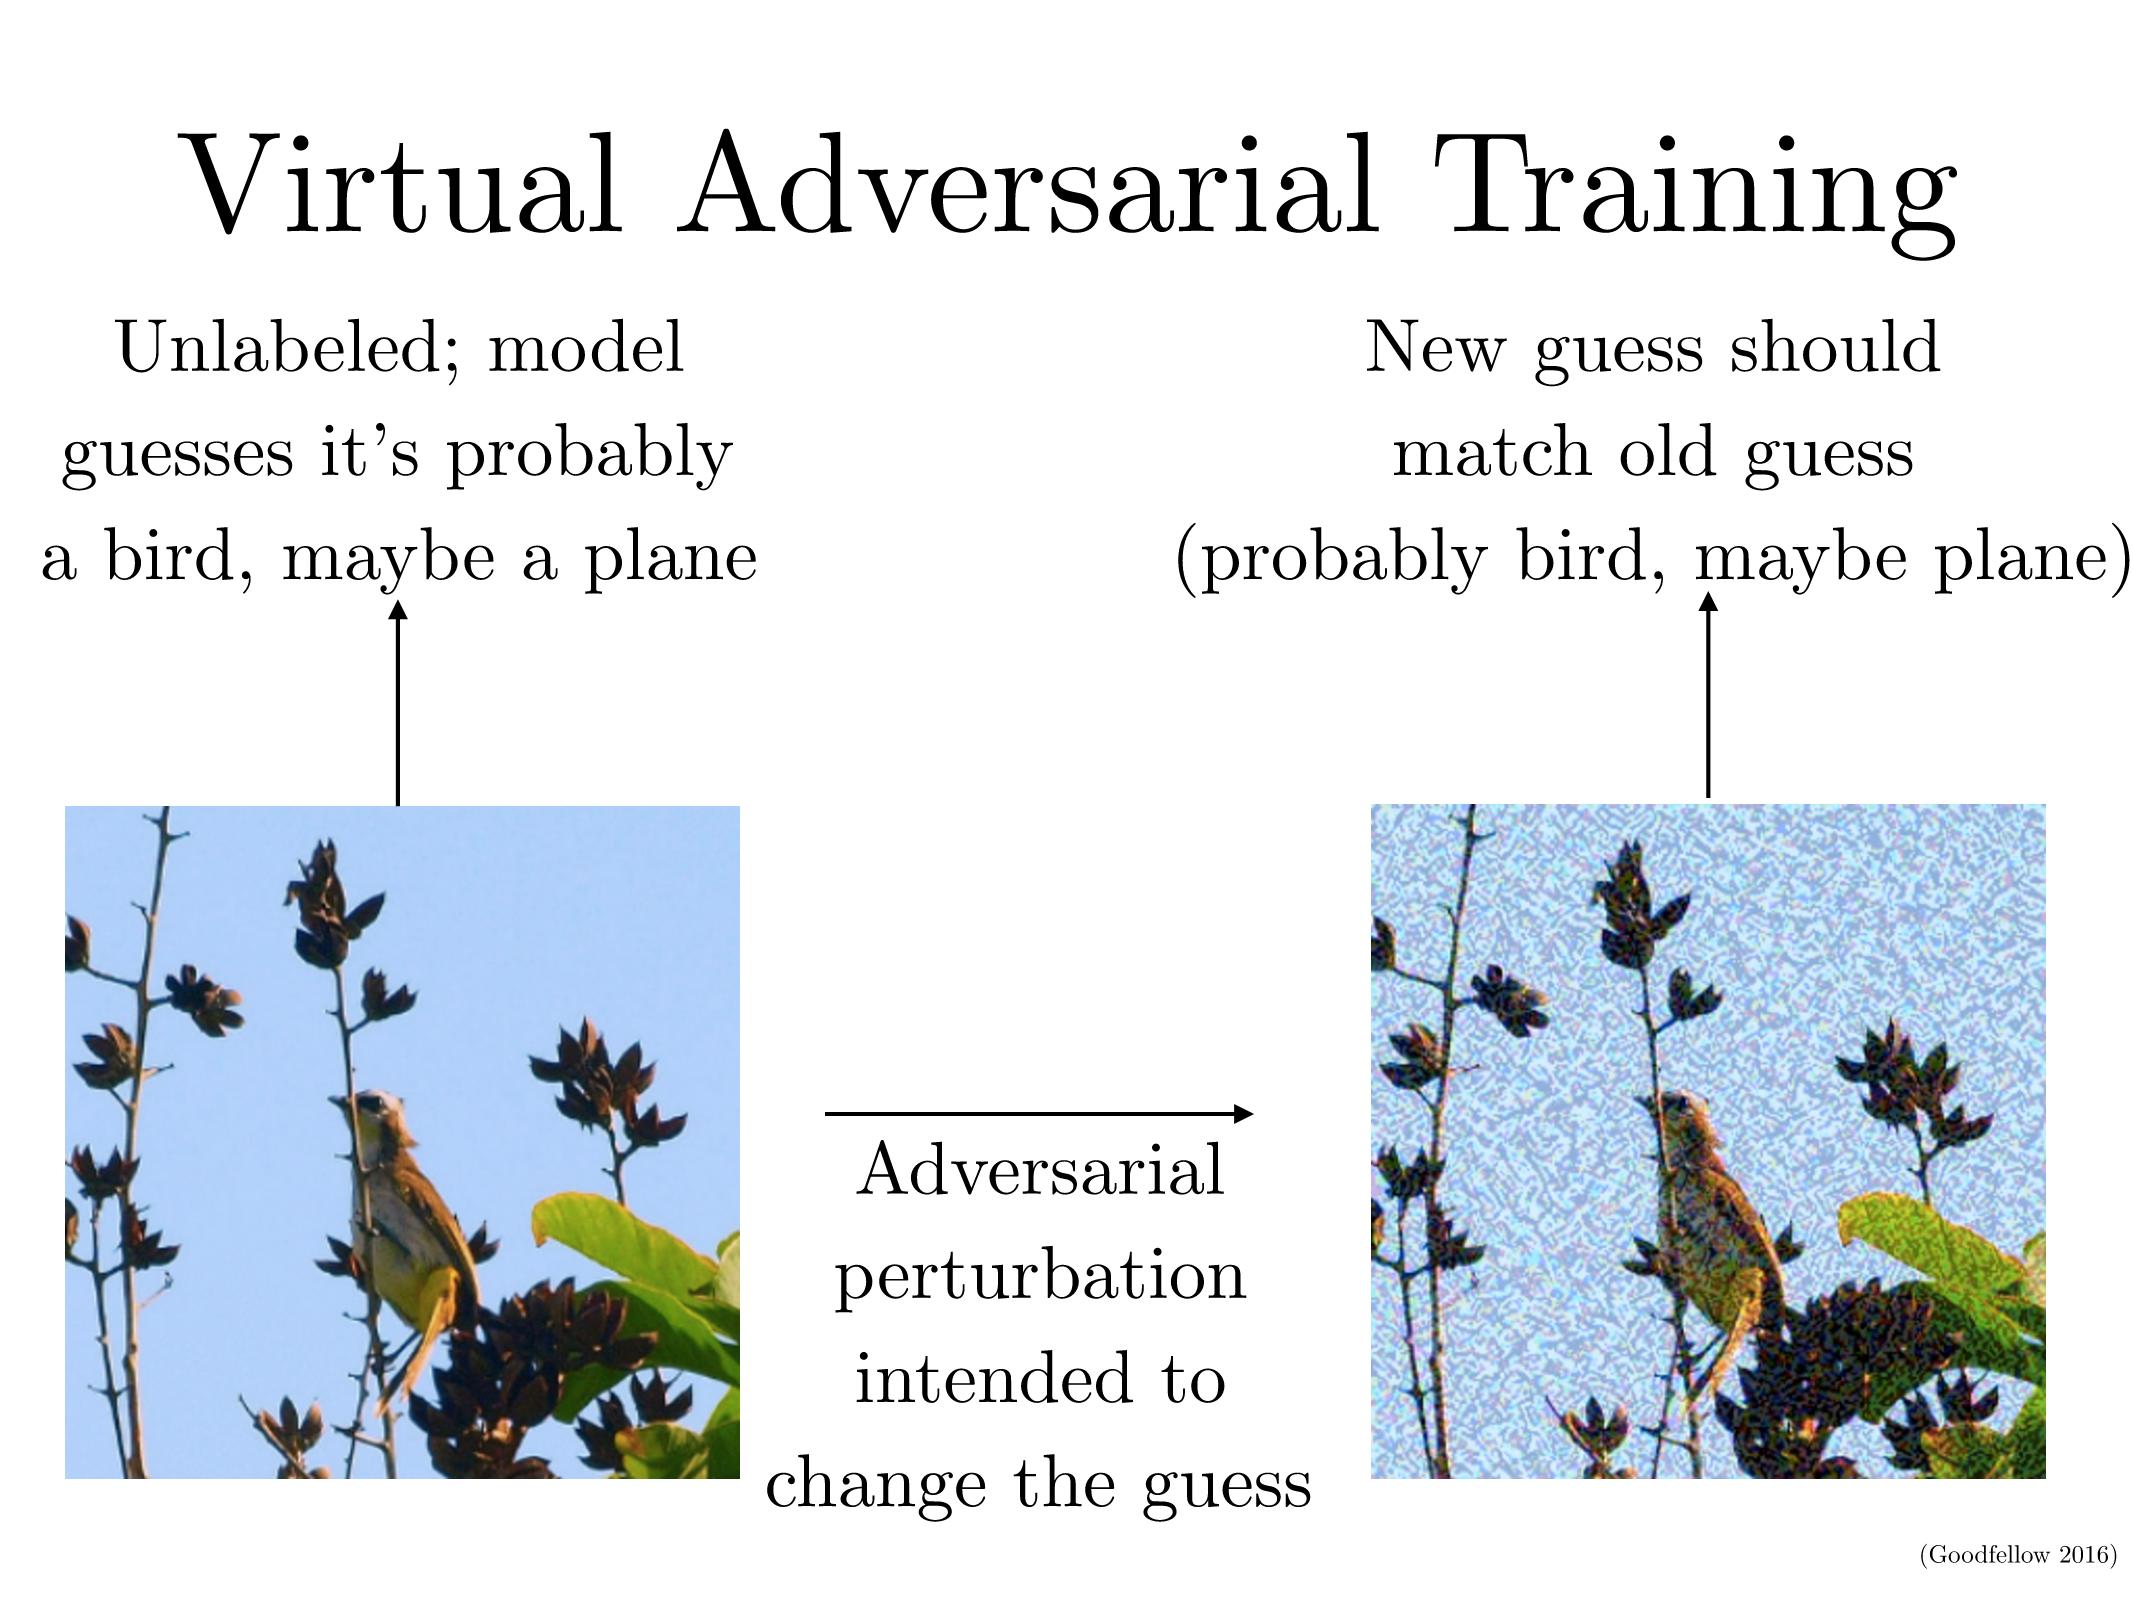 Virtual Adversarial Training
Unlabeled; model
guesses it's probably
a bird, maybe a plane
New guess should
match old guess
(probably bird, maybe plane)
Adversarial
perturbation
intended to
change the guess
(Goodfellow 2016)